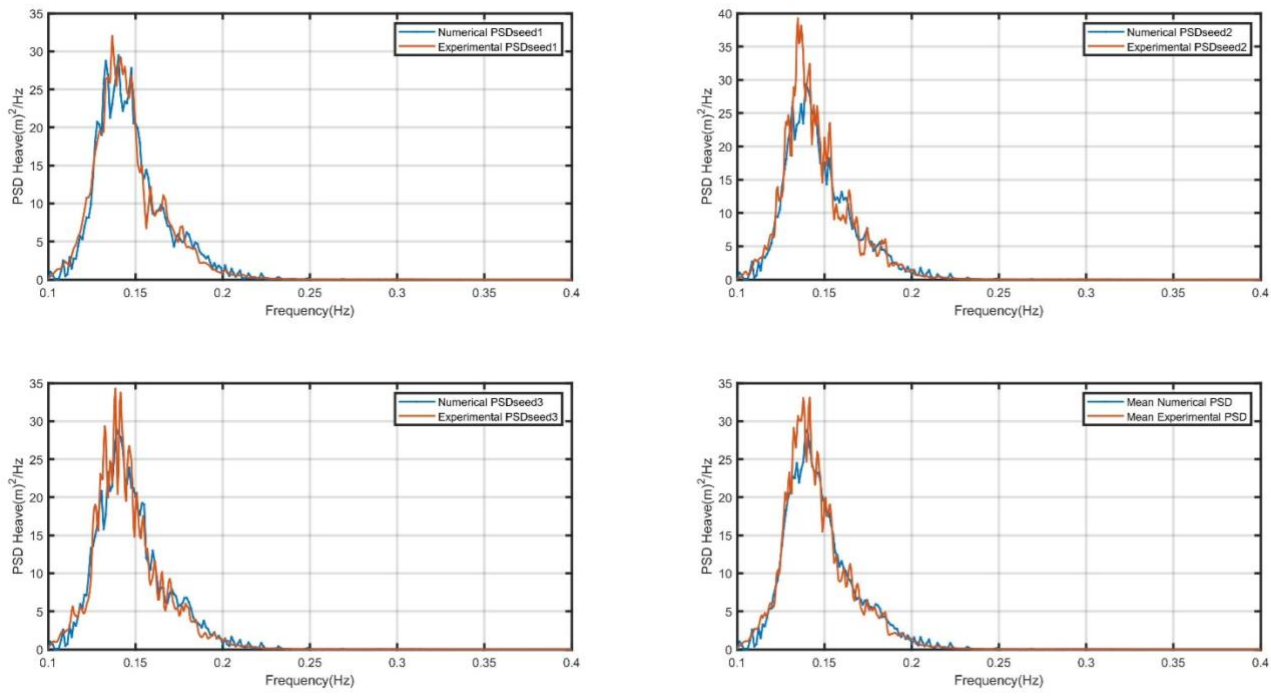 35
30
25
20
15
10
5
0
PSD Heave(m)²/Hz
Numerical PSDseed1
Experimental PSDseed1
0.1 0.15 0.2 0.25 0.3 0.35 0.4
Frequency(Hz)
40
35
30
25
20
15
10
5
0
PSD Heave(m)²/Hz
Numerical PSDseed2
Experimental PSDseed2
0.1 0.15 0.2 0.25 0.3 0.35 0.4
Frequency(Hz)
35
30
25
20
15
10
5
0
PSD Heave(m)²/Hz
Numerical PSDseed3
Experimental PSDseed3
0.1 0.15 0.2 0.25 0.3 0.35 0.4
Frequency(Hz)
35
30
25
20
15
10
5
0
PSD Heave(m)²/Hz
Mean Numerical PSD
Mean Experimental PSD
0.1 0.15 0.2 0.25 0.3 0.35 0.4
Frequency(Hz)